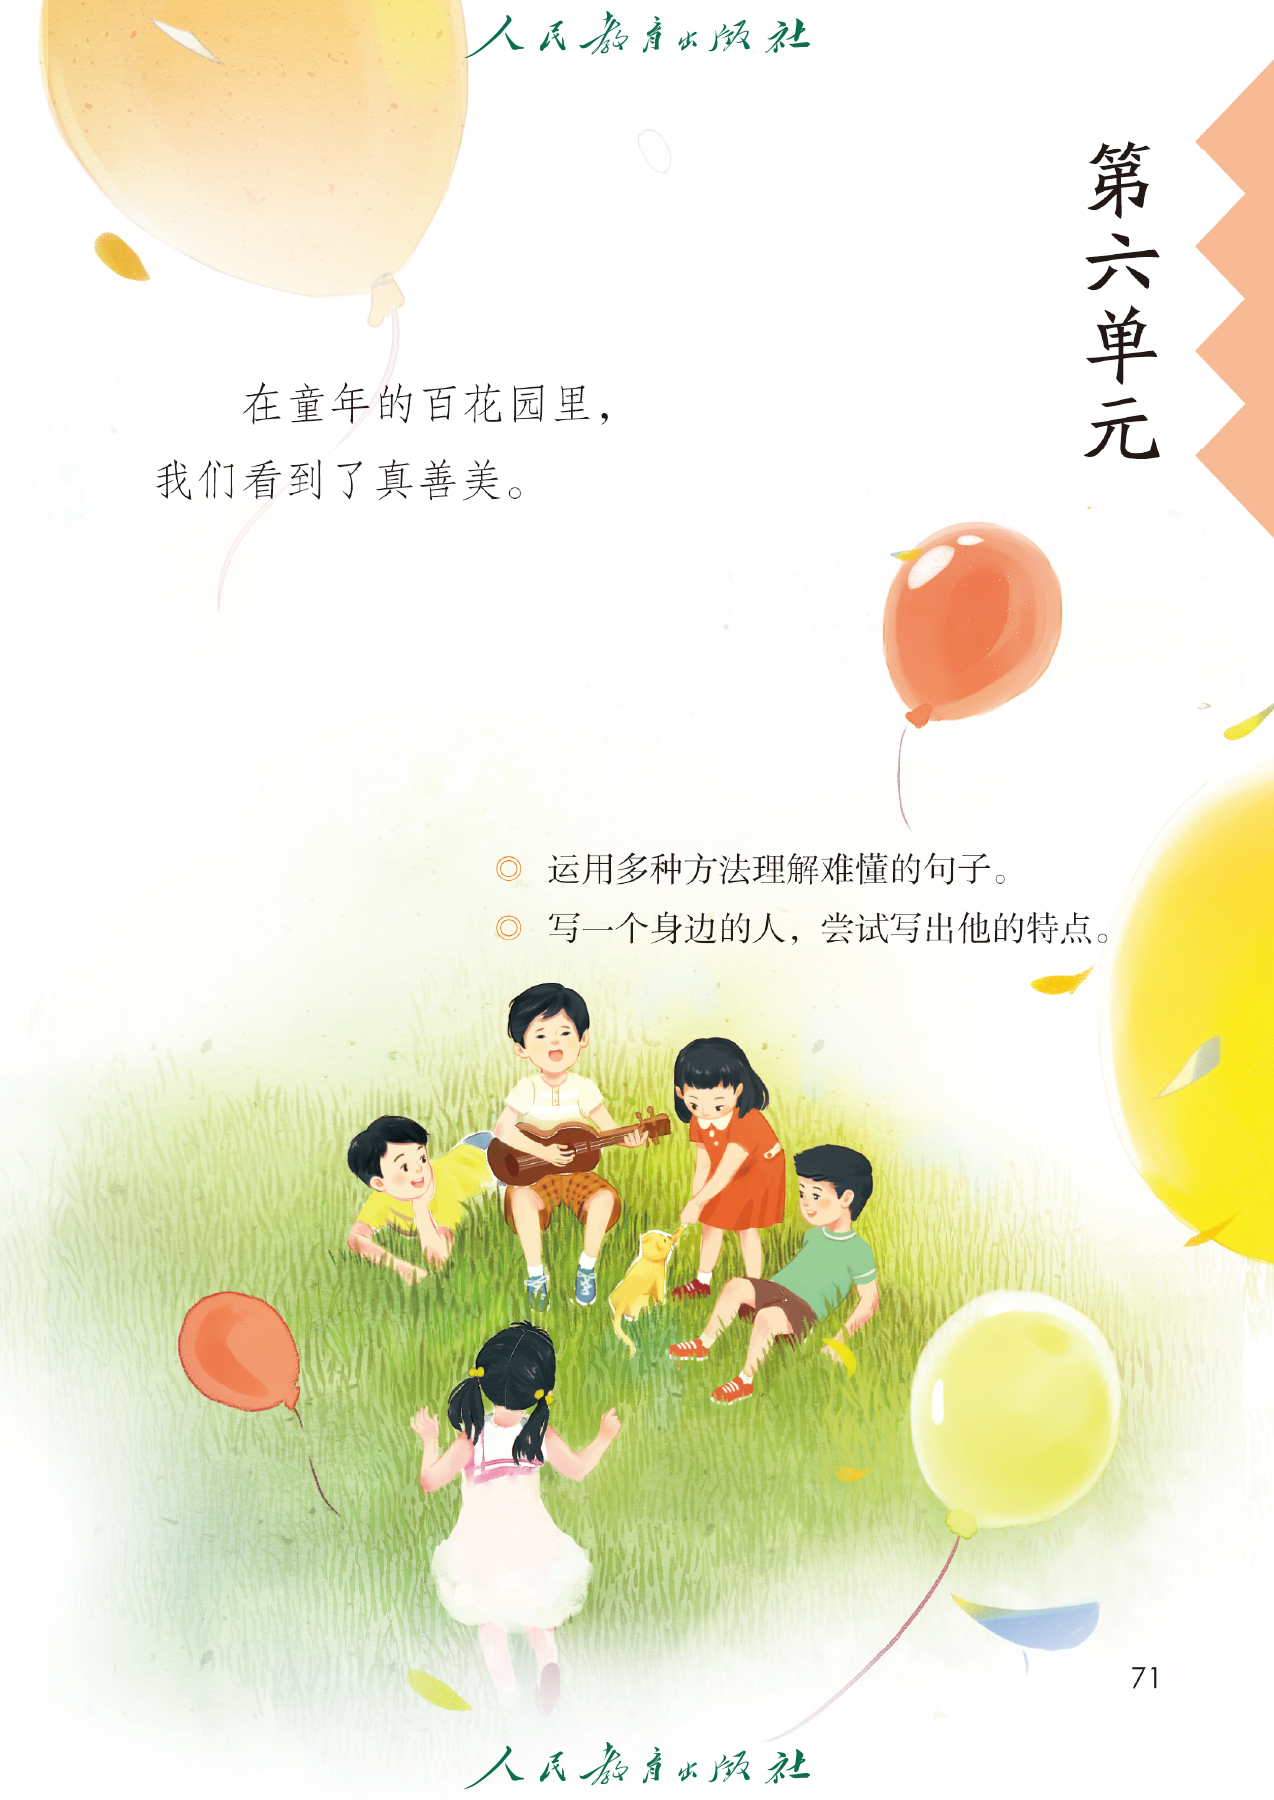 人民教育出版社
第六单元
在童年的百花园里，
我们看到了真善美。
◎ 运用多种方法理解难懂的句子。
◎ 写一个身边的人，尝试写出他的特点。
71
人民教育出版社